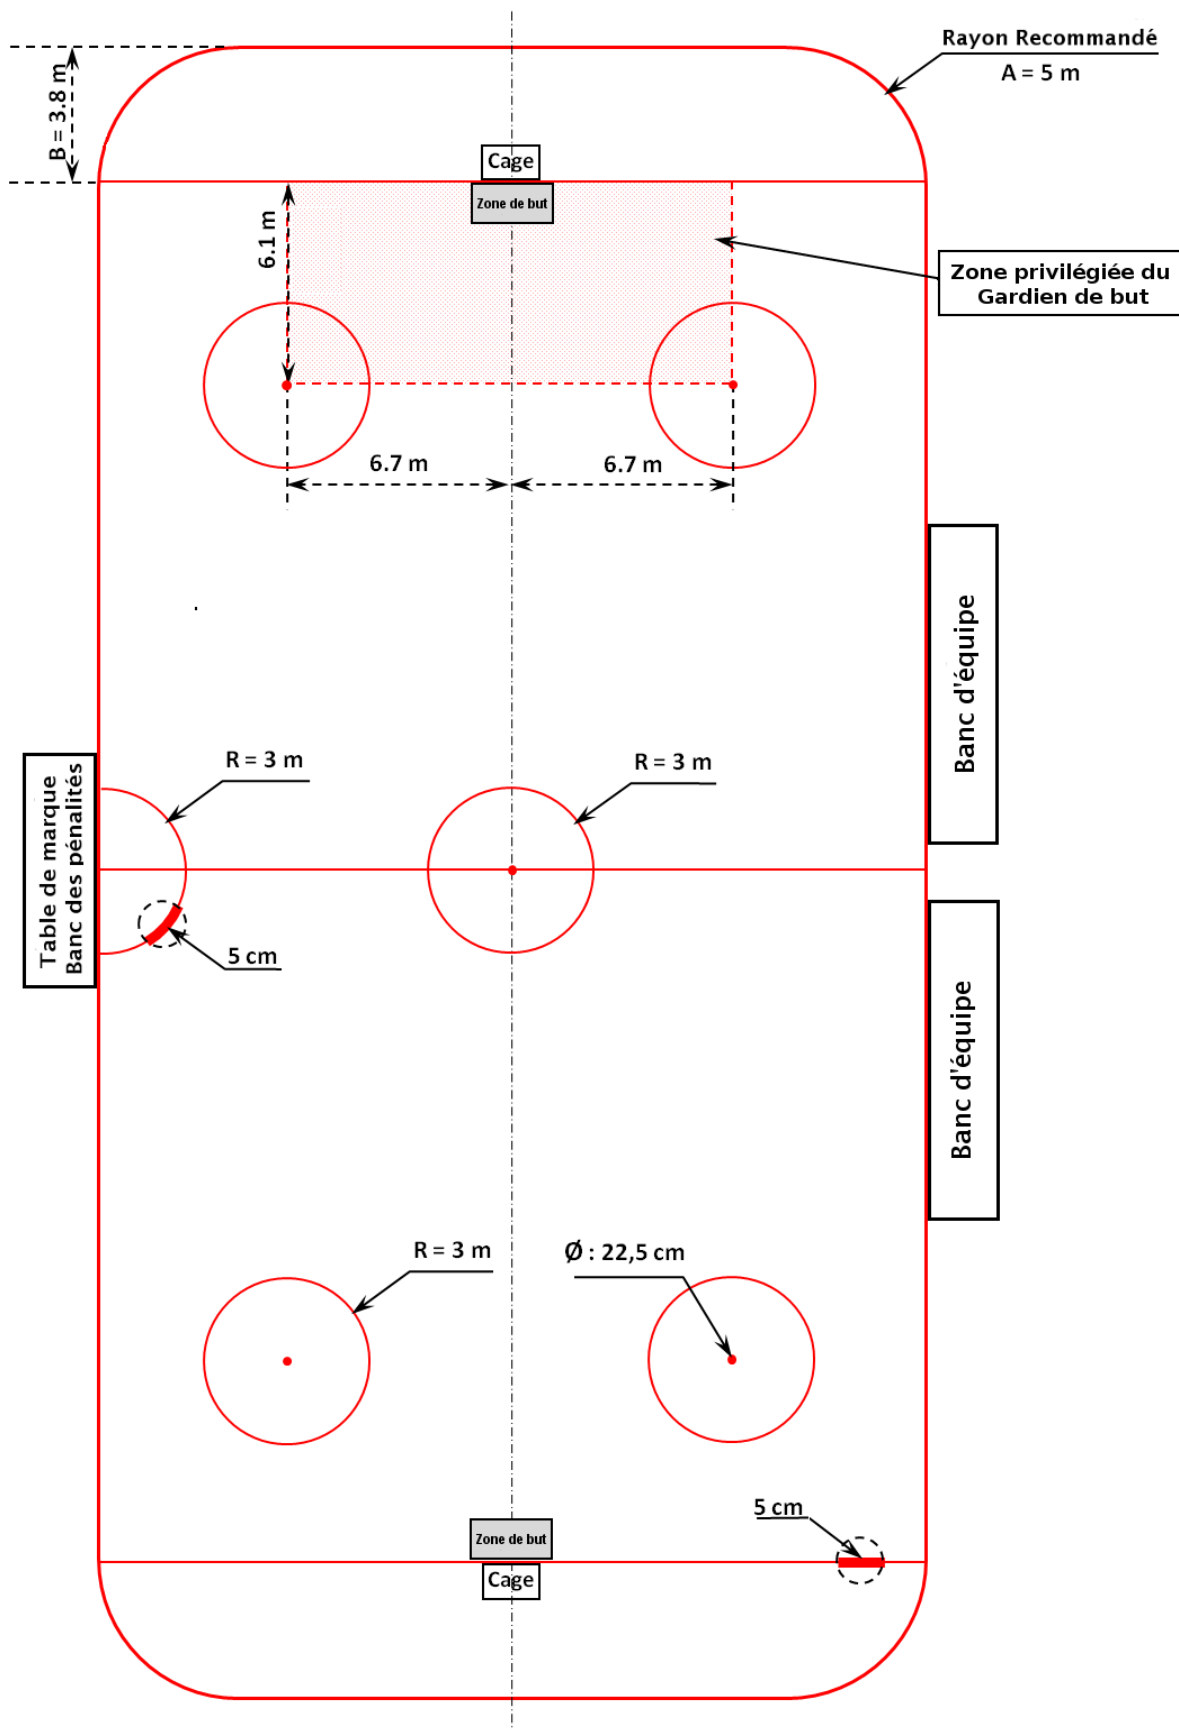 Rayon Recommandé
A = 5 m
B = 3.8 m
Cage
Zone de but
6.1 m
Zone privilégiée du
Gardien de but
6.7 m
6.7 m
Banc d'équipe
R = 3 m
R = 3 m
Table de marque
Banc des pénalités
5 cm
Banc d'équipe
R = 3 m
Ø : 22,5 cm
5 cm
Zone de but
Cage